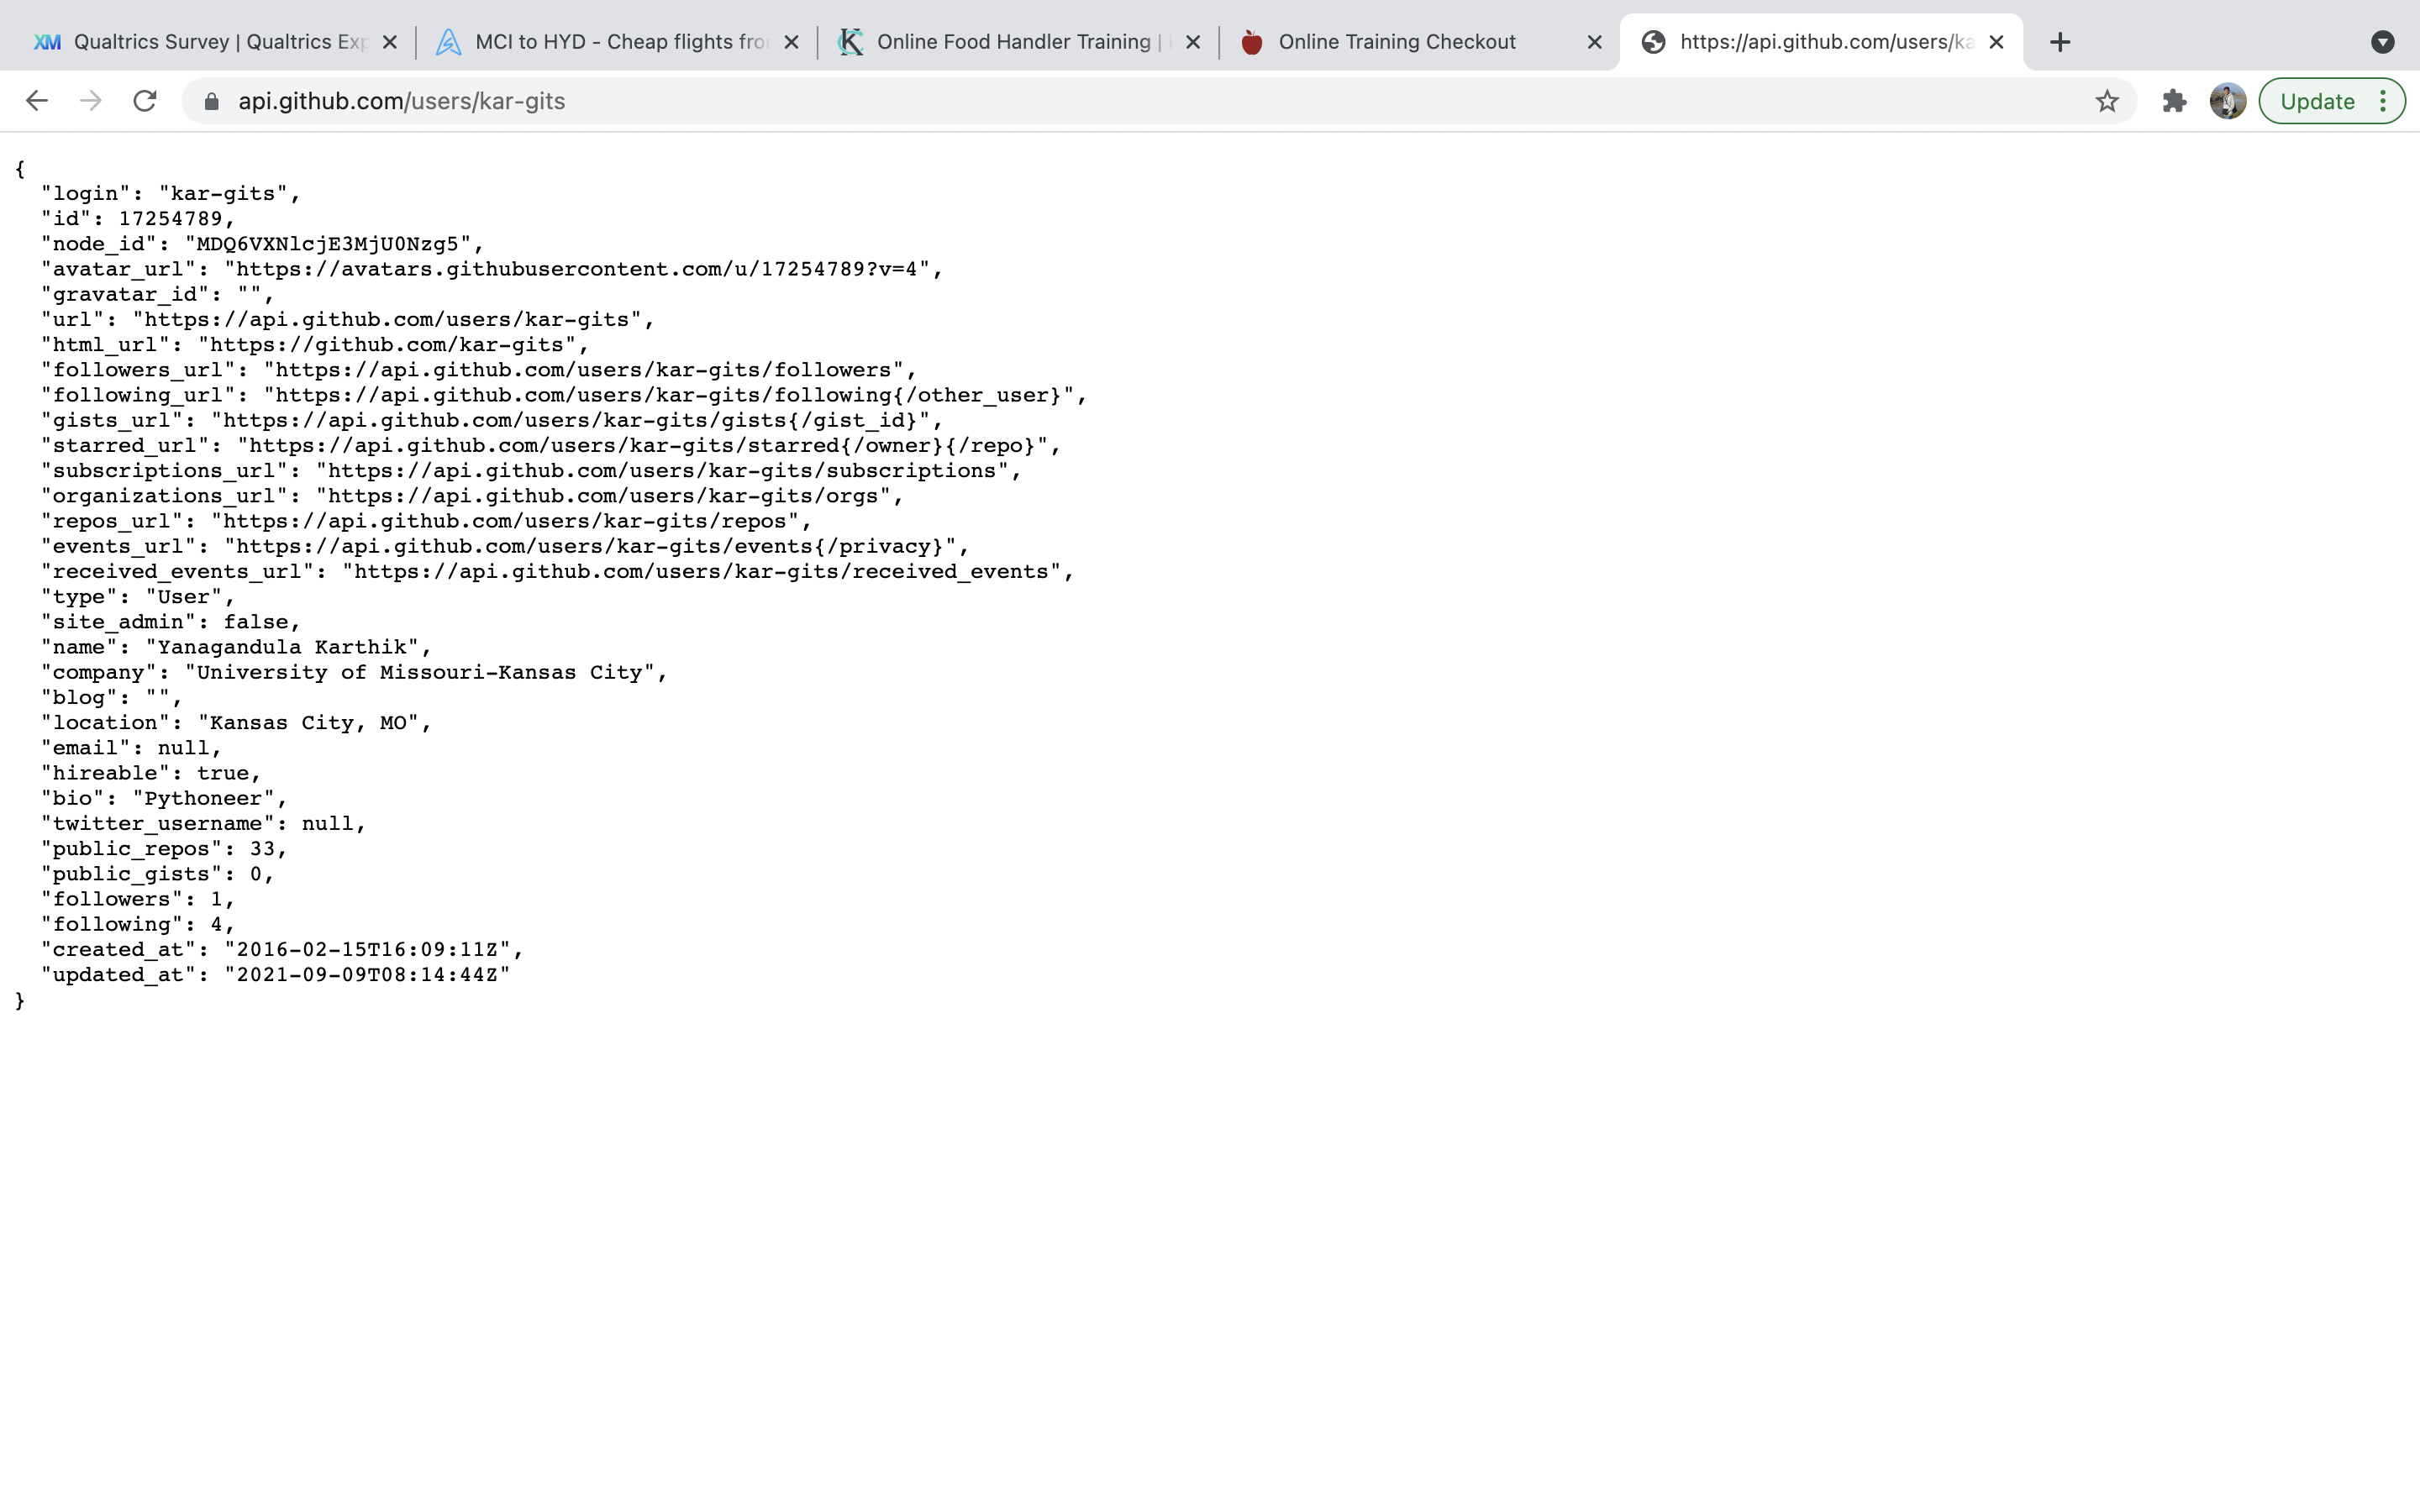 XM Qualtrics Survey | Qualtrics Exp
MCI to HYD - Cheap flights fro
KC Online Food Handler Training |
Online Training Checkout
https://api.github.com/users/ka
api.github.com/users/kar-gits
Update
{
"login": "kar-gits",
"id": 17254789,
"node_id": "MDQ6VXNlcjE3MjU0Nzg5",
"avatar_url": "https://avatars.githubusercontent.com/u/17254789?v=4",
"gravatar_id": "",
"url": "https://api.github.com/users/kar-gits",
"html_url": "https://github.com/kar-gits",
"followers_url": "https://api.github.com/users/kar-gits/followers",
"following_url": "https://api.github.com/users/kar-gits/following{/other_user}",
"gists_url": "https://api.github.com/users/kar-gits/gists{/gist_id}",
"starred_url": "https://api.github.com/users/kar-gits/starred{/owner}{/repo}",
"subscriptions_url": "https://api.github.com/users/kar-gits/subscriptions",
"organizations_url": "https://api.github.com/users/kar-gits/orgs",
"repos_url": "https://api.github.com/users/kar-gits/repos",
"events_url": "https://api.github.com/users/kar-gits/events{/privacy}",
"received_events_url": "https://api.github.com/users/kar-gits/received_events",
"type": "User",
"site_admin": false,
"name": "Yanagandula Karthik",
"company": "University of Missouri-Kansas City",
"blog": "",
"location": "Kansas City, MO",
"email": null,
"hireable": true,
"bio": "Pythoneer",
"twitter_username": null,
"public_repos": 33,
"public_gists": 0,
"followers": 1,
"following": 4,
"created_at": "2016-02-15T16:09:11Z",
"updated_at": "2021-09-09T08:14:44Z"
}